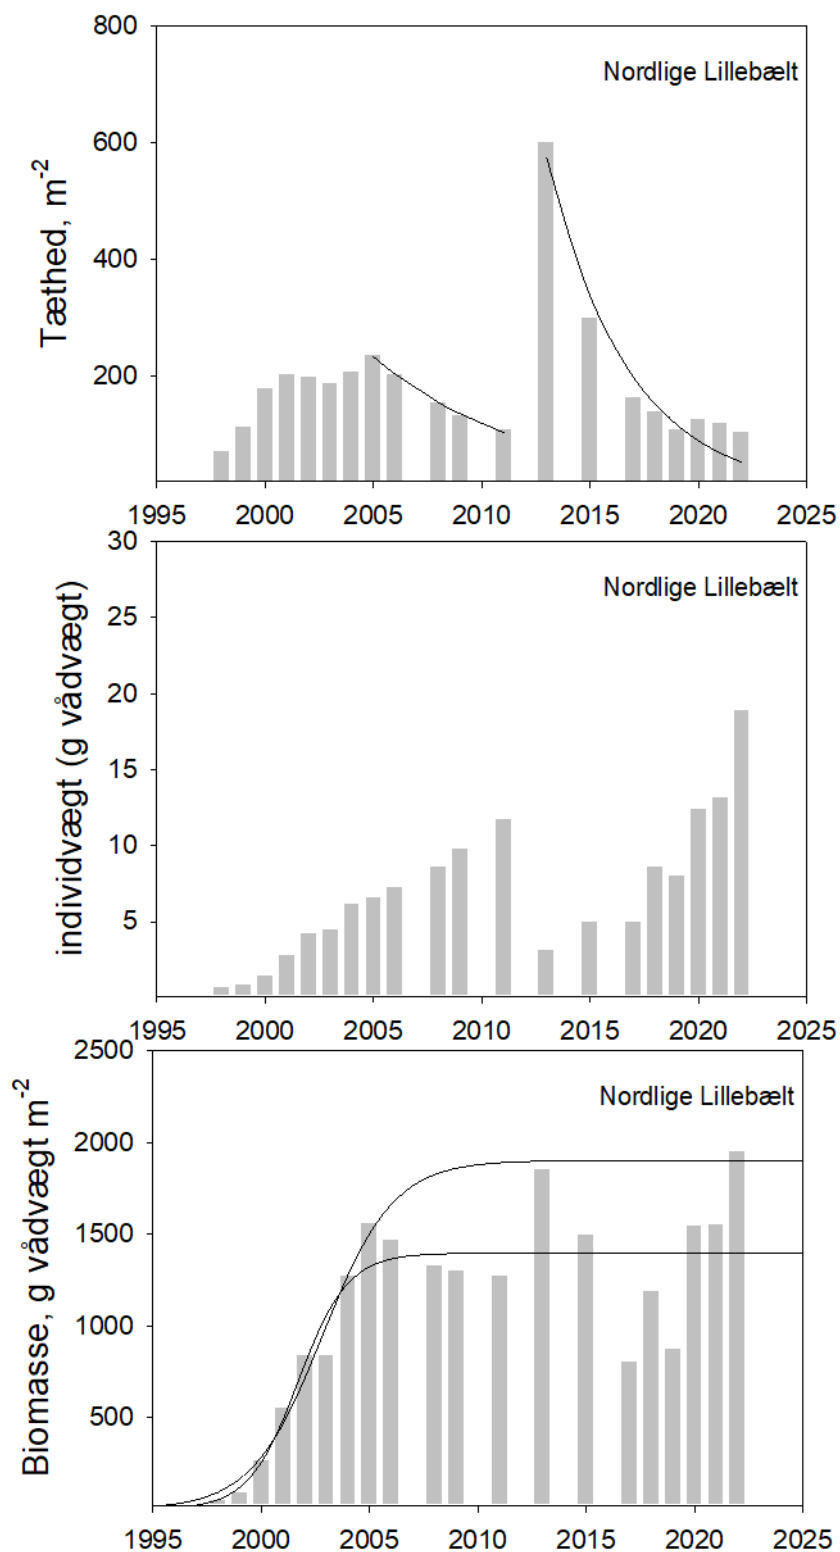 800
Nordlige Lillebælt
600
Tæthed, m-2
400
200
1995 2000 2005 2010 2015 2020 2025
30
Nordlige Lillebælt
25
20
individvægt (g vådvægt)
15
10
5
1995 2000 2005 2010 2015 2020 2025
2500
Nordlige Lillebælt
2000
Biomasse, g vådvægt m-2
1500
1000
500
1995 2000 2005 2010 2015 2020 2025